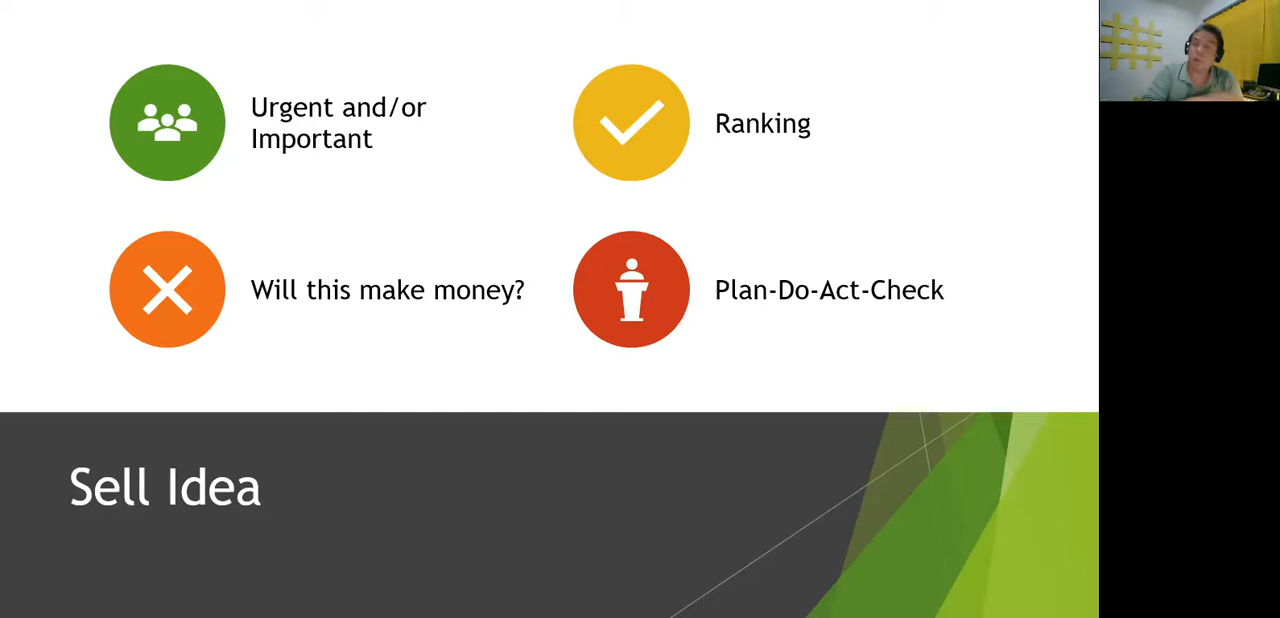 Urgent and/or
Important
Ranking
Will this make money?
Plan-Do-Act-Check
Sell Idea